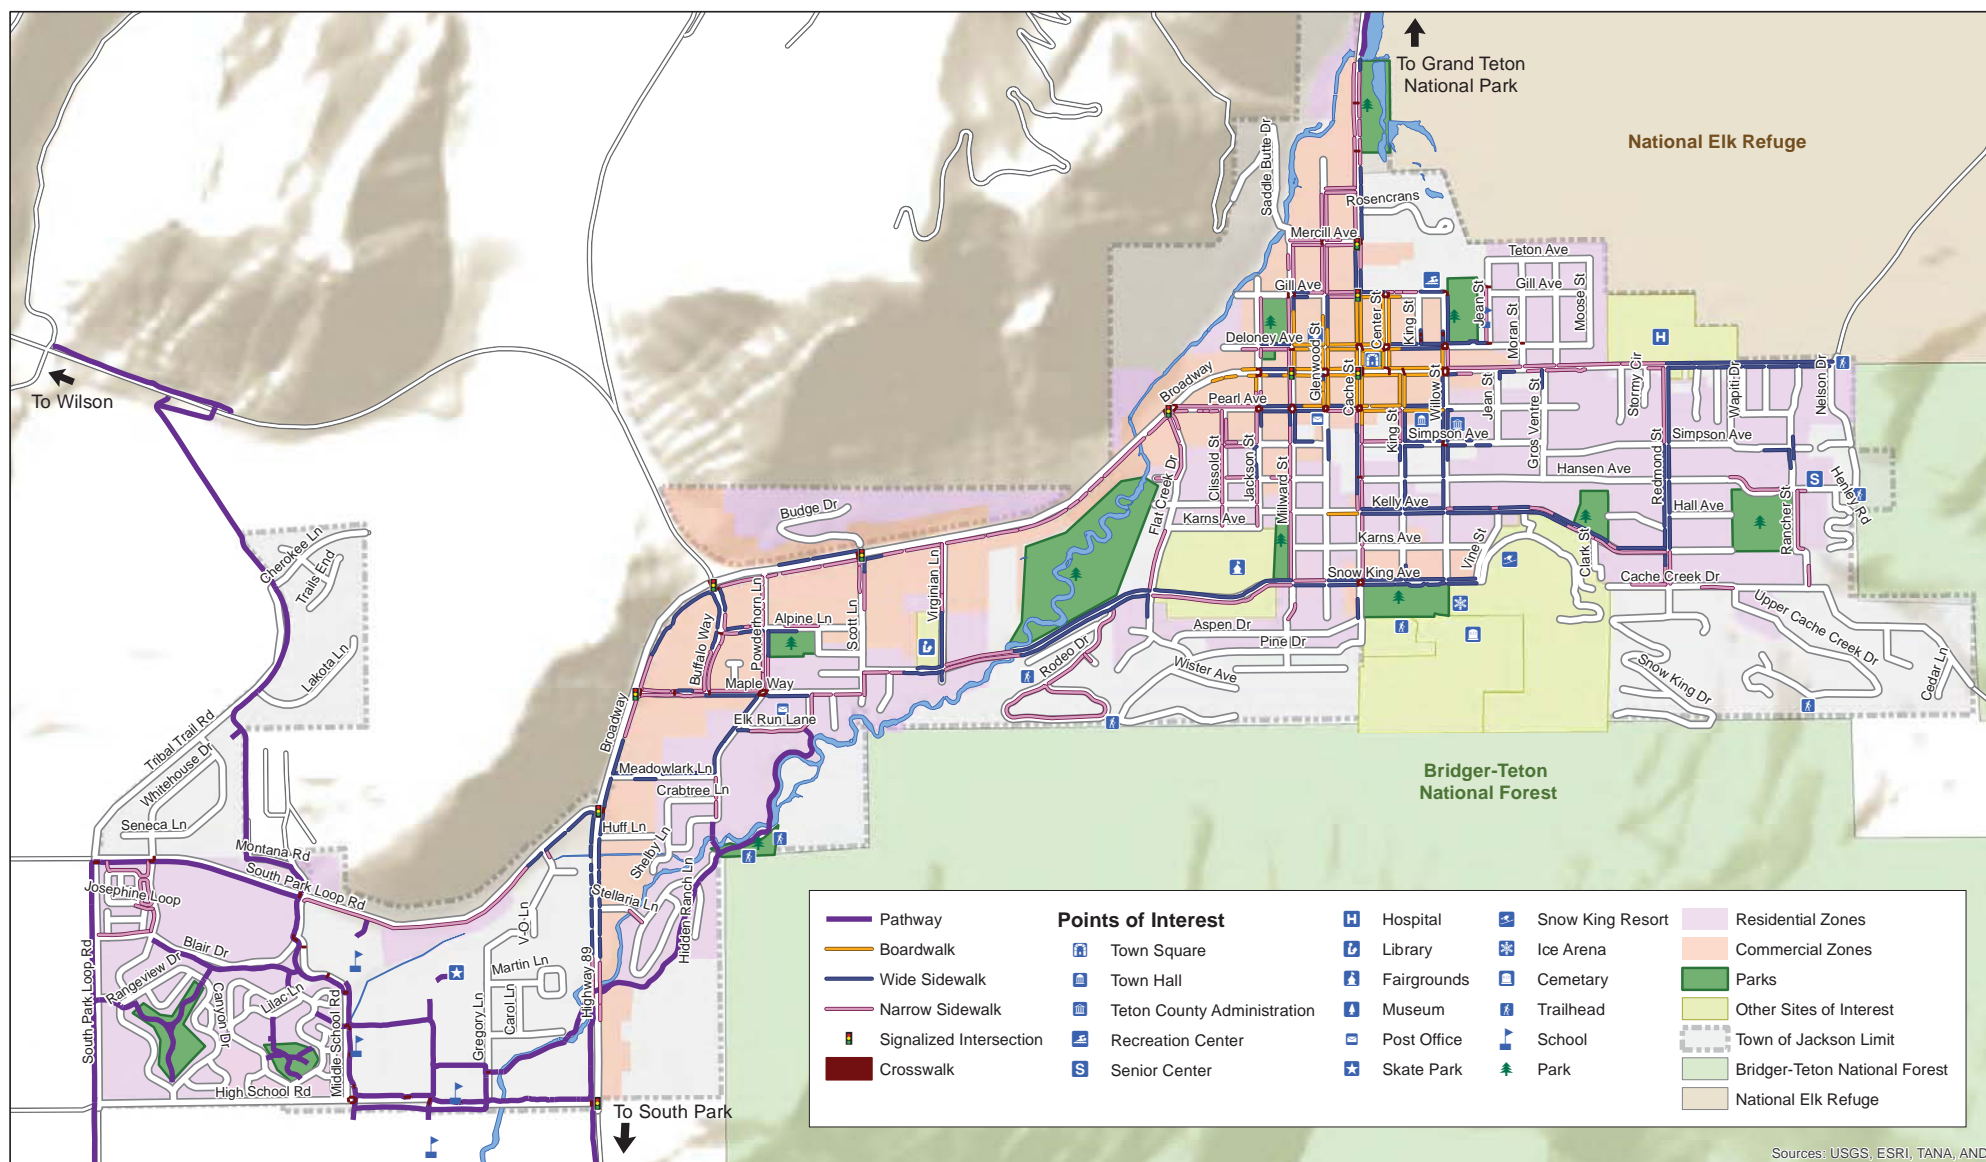 To Grand Teton
National Park
National Elk Refuge
Saddle Butte Dr
Rosencrans
Mercill Ave
Teton Ave
Gill Ave
Gill Ave
Jean St
Moran St
Moose St
Center St
King St
Deloney Ave
Glenwood St
Cache St
Willow St
Broadway
Pearl Ave
Jean St
Gros Ventre St
Stormy Cir
Wapiti Dr
Nelson Dr
To Wilson
King St
Simpson Ave
Simpson Ave
Redmond St
Clissold St
Jackson St
Millward St
Flat Creek Dr
Hansen Ave
Henley Rd
Kelly Ave
Hall Ave
Rancher St
Budge Dr
Karns Ave
Karns Ave
Vine St
Clark St
Cherokee Ln
Trails End
Snow King Ave
Cache Creek Dr
Powderhorn Ln
Virginian Ln
Scott Ln
Alpine Ln
Buffalo Way
Upper Cache Creek Dr
Aspen Dr
Pine Dr
Rodeo Dr
Wister Ave
Lakota Ln
Maple Way
Snow King Dr
Cedar Ln
Tribal Trail Rd
Broadway
Elk Run Lane
Whitehouse Dr
Meadowlark Ln
Crabtree Ln
Bridger-Teton
National Forest
Seneca Ln
Huff Ln
Shelby Ln
Montana Rd
South Park Loop Rd
Josephine Loop
Stellaria Ln
Hidden Ranch Ln
V-O-Ln
Blair Dr
Rangeview Dr
South Park Loop Rd
Canyon Dr
Lilac Ln
Middle School Rd
Martin Ln
Highway 89
Gregory Ln
Carol Ln
High School Rd
To South Park
Pathway
Boardwalk
Wide Sidewalk
Narrow Sidewalk
Signalized Intersection
Crosswalk
Points of Interest
Town Square
Town Hall
Teton County Administration
Recreation Center
S Senior Center
H Hospital
Library
Fairgrounds
Museum
Post Office
Skate Park
Snow King Resort
Ice Arena
Cemetary
Trailhead
School
Park
Residential Zones
Commercial Zones
Parks
Other Sites of Interest
Town of Jackson Limit
Bridger-Teton National Forest
National Elk Refuge
H
S
Sources: USGS, ESRI, TANA, AND